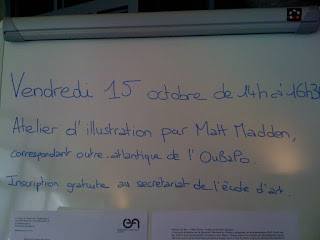 Vendredi 15 octobre de 14h à 16h30
Atelier d'illustration par Matt Madden,
correspondant outre-atlantique de l'OuBaPo.
Inscription gratuite au secrétariat de l'école d'art.